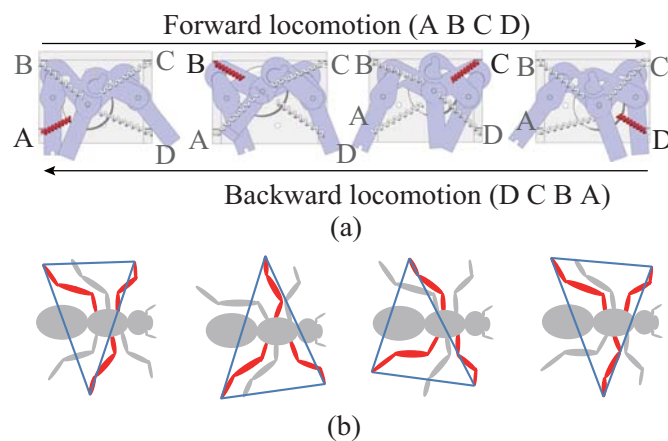 Forward locomotion (A B C D)
B C B C B C B C
A D A D A D A D
Backward locomotion (D C B A)
(a)
(b)